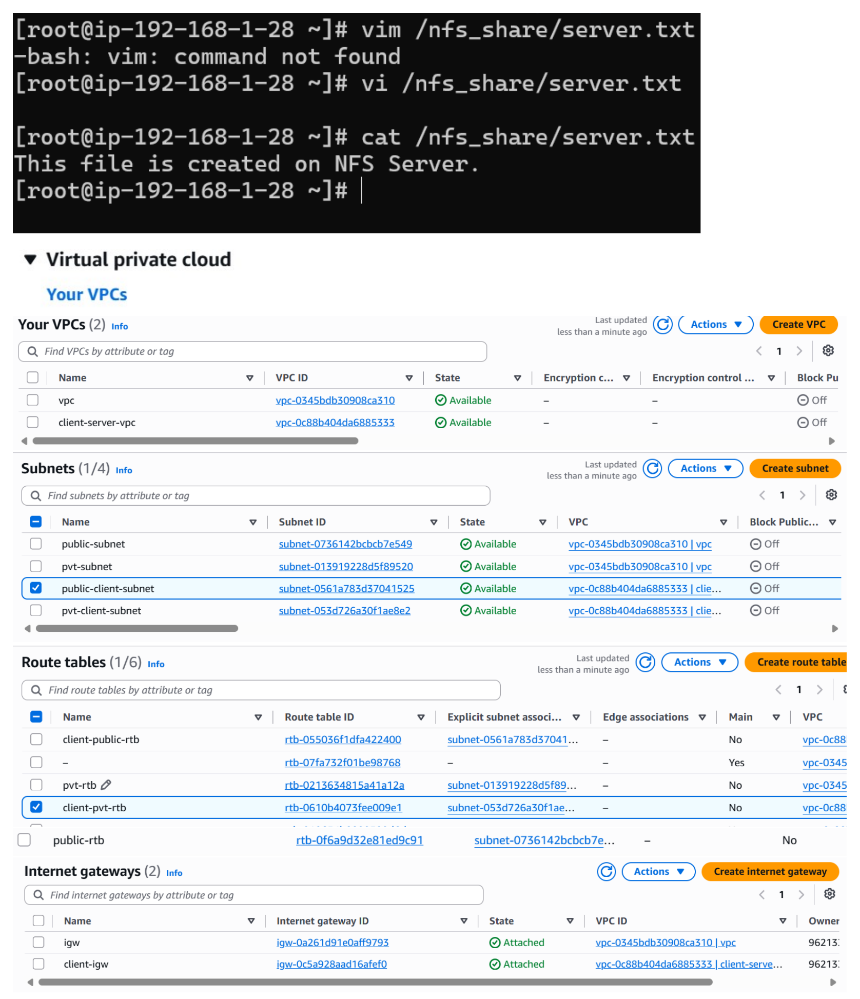 [root@ip-192-168-1-28 ~]# vim /nfs_share/server.txt
-bash: vim: command not found
[root@ip-192-168-1-28 ~]# vi /nfs_share/server.txt
[root@ip-192-168-1-28 ~]# cat /nfs_share/server.txt
This file is created on NFS Server.
[root@ip-192-168-1-28 ~]#
▼ Virtual private cloud
Your VPCs
Your VPCs (2) Info Last updated less than a minute ago Actions Create VPC
Find VPCs by attribute or tag 1
Name VPC ID State Encryption c... Encryption control ... Block Pu
vpc vpc-0345bdb30908ca310 Available – – Off
client-server-vpc vpc-0c88b404da6885333 Available – – Off
Subnets (1/4) Info Last updated less than a minute ago Actions Create subnet
Find subnets by attribute or tag 1
Name Subnet ID State VPC Block Public...
public-subnet subnet-0736142bcbcb7e549 Available vpc-0345bdb30908ca310 | vpc Off
pvt-subnet subnet-013919228d5f89520 Available vpc-0345bdb30908ca310 | vpc Off
public-client-subnet subnet-0561a783d37041525 Available vpc-0c88b404da6885333 | clie... Off
pvt-client-subnet subnet-053d726a30f1ae8e2 Available vpc-0c88b404da6885333 | clie... Off
Route tables (1/6) Info Last updated less than a minute ago Actions Create route table
Find route tables by attribute or tag 1
Name Route table ID Explicit subnet associ... Edge associations Main VPC
client-public-rtb rtb-055036f1dfa422400 subnet-0561a783d37041... – No vpc-0c88
– rtb-07fa732f01be98768 – – Yes vpc-0345
pvt-rtb rtb-0213634815a41a12a subnet-013919228d5f89... – No vpc-0345
client-pvt-rtb rtb-0610b4073fee009e1 subnet-053d726a30f1ae... – No vpc-0c88
public-rtb rtb-0f6a9d32e81ed9c91 subnet-0736142bcbcb7e... – No
Internet gateways (2) Info Actions Create internet gateway
Find internet gateways by attribute or tag 1
Name Internet gateway ID State VPC ID Owner
igw igw-0a261d91e0aff9793 Attached vpc-0345bdb30908ca310 | vpc 96213
client-igw igw-0c5a928aad16afef0 Attached vpc-0c88b404da6885333 | client-serve... 96213